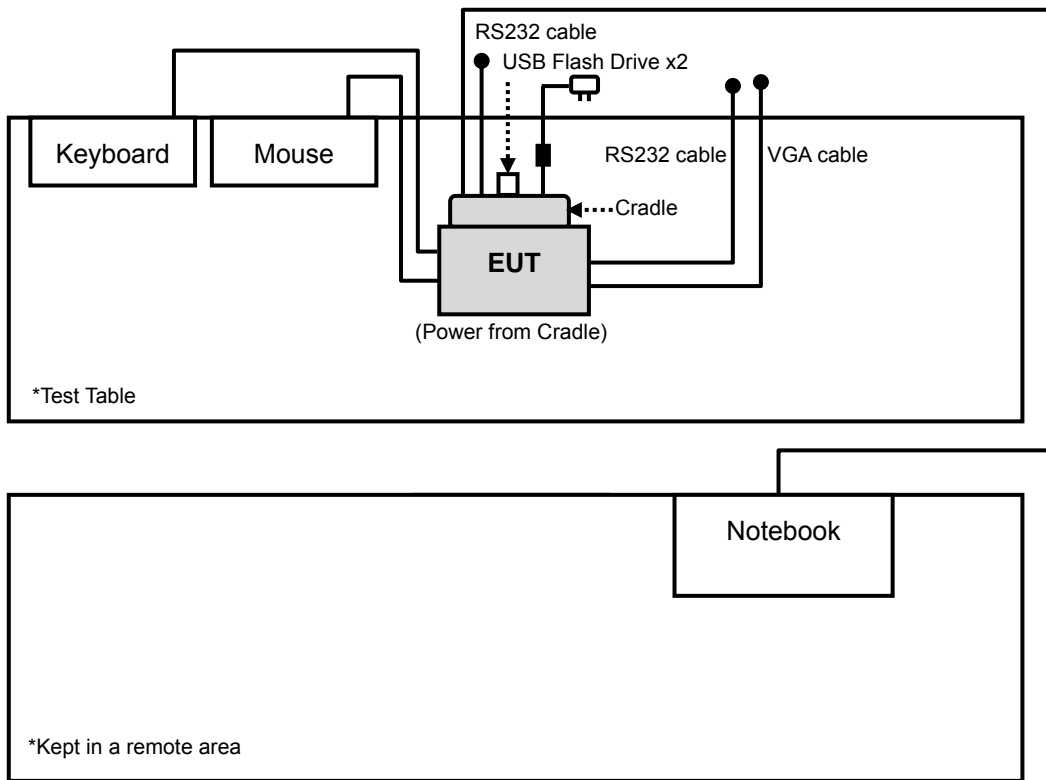 RS232 cable
USB Flash Drive x2
Keyboard
Mouse
RS232 cable
VGA cable
Cradle
EUT
(Power from Cradle)
*Test Table
Notebook
*Kept in a remote area